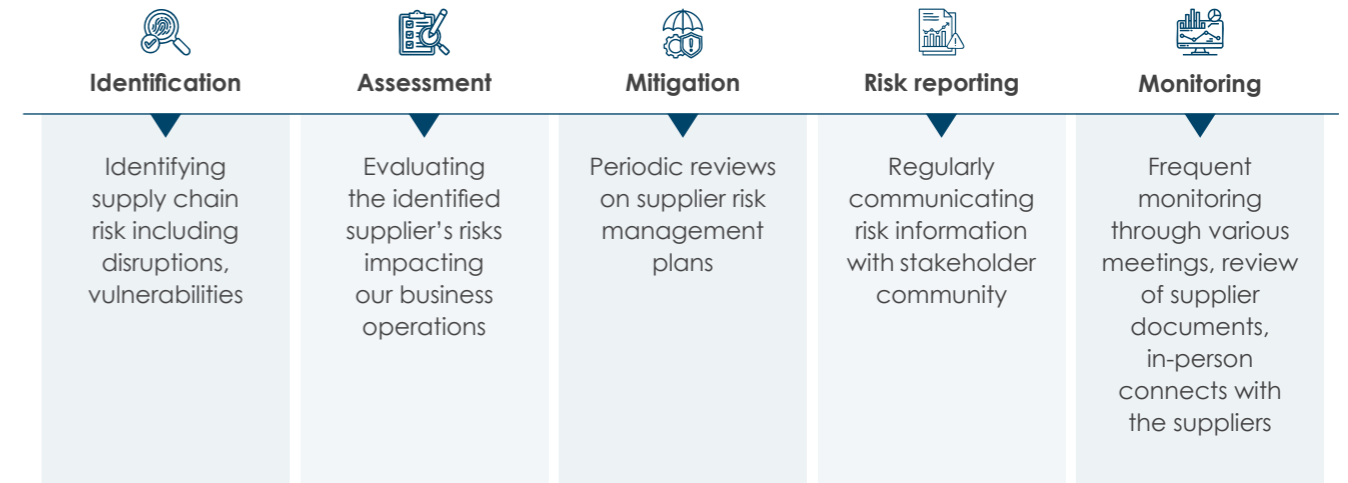 Identification
Identifying
supply chain
risk including
disruptions,
vulnerabilities
Assessment
Evaluating
the identified
supplier’s risks
impacting
our business
operations
Mitigation
Periodic reviews
on supplier risk
management
plans
Risk reporting
Regularly
communicating
risk information
with stakeholder
community
Monitoring
Frequent
monitoring
through various
meetings, review
of supplier
documents,
in-person
connects with
the suppliers